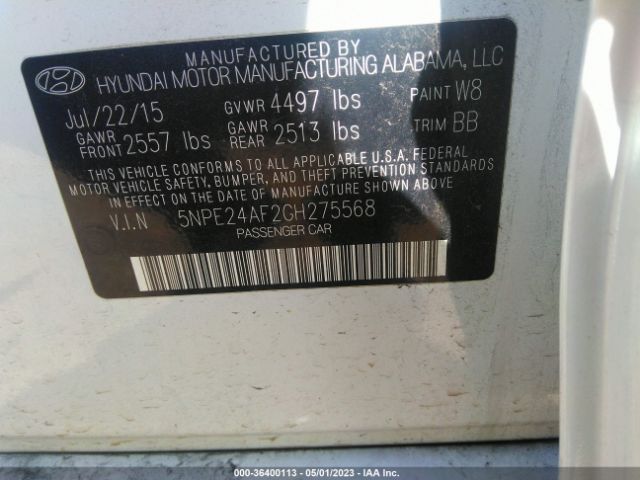 MANUFACTURED BY
HYUNDAI MOTOR MANUFACTURING ALABAMA, LLC
Jul/22/15 GVWR 4497 lbs PAINT W8
GAWR FRONT 2557 lbs GAWR REAR 2513 lbs TRIM BB
THIS VEHICLE CONFORMS TO ALL APPLICABLE U.S.A. FEDERAL
MOTOR VEHICLE SAFETY, BUMPER, AND THEFT PREVENTION STANDARDS
IN EFFECT ON THE DATE OF MANUFACTURE SHOWN ABOVE
V.I.N 5NPE24AF2GH275568
PASSENGER CAR
000-36400113 - 05/01/2023 - IAA Inc.